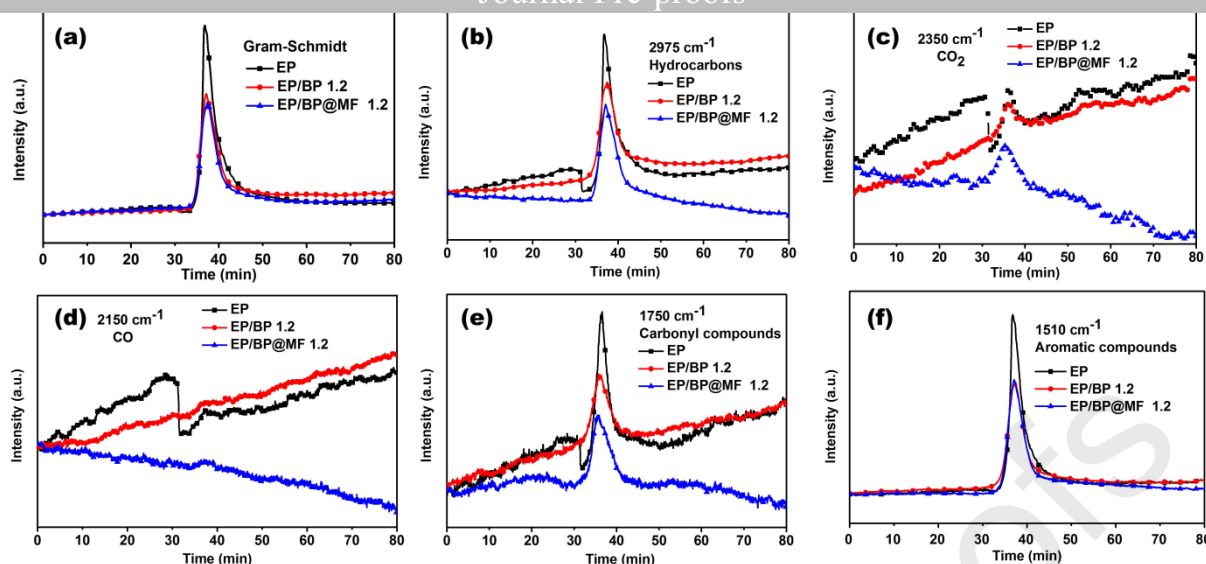 Journal Pre-proofs
(a)
Gram-Schmidt
EP
EP/BP 1.2
EP/BP@MF 1.2
Intensity (a.u.)
0 10 20 30 40 50 60 70 80
Time (min)
(b)
2975 cm-1
Hydrocarbons
EP
EP/BP 1.2
EP/BP@MF 1.2
Intensity (a.u.)
0 10 20 30 40 50 60 70 80
Time (min)
(c)
2350 cm-1
CO2
EP
EP/BP 1.2
EP/BP@MF 1.2
Intensity (a.u.)
0 10 20 30 40 50 60 70 80
Time (min)
(d)
2150 cm-1
CO
EP
EP/BP 1.2
EP/BP@MF 1.2
Intensity (a.u.)
0 10 20 30 40 50 60 70 80
Time (min)
(e)
1750 cm-1
Carbonyl compounds
EP
EP/BP 1.2
EP/BP@MF 1.2
Intensity (a.u.)
0 10 20 30 40 50 60 70 80
Time (min)
(f)
1510 cm-1
Aromatic compounds
EP
EP/BP 1.2
EP/BP@MF 1.2
Intensity (a.u.)
0 10 20 30 40 50 60 70 80
Time (min)
ofs